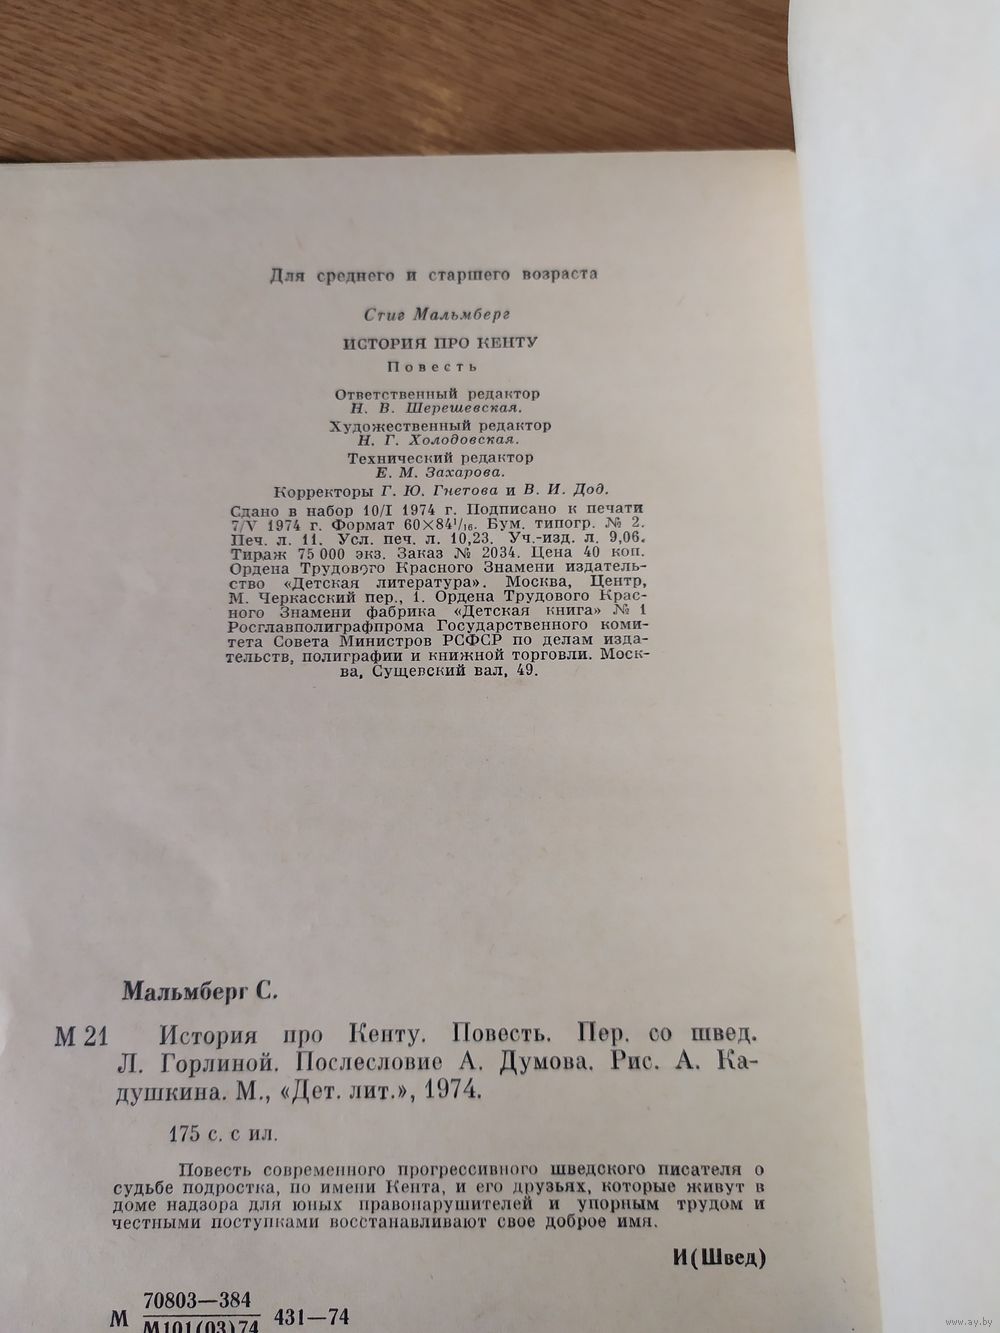 Для среднего и старшего возраста
Стиг Мальмберг
ИСТОРИЯ ПРО КЕНТУ
Повесть
Ответственный редактор
Н. В. Шерешевская.
Художественный редактор
Н. Г. Холодовская.
Технический редактор
Е. М. Захарова.
Корректоры Г. Ю. Гнетова и В. И. Дод.
Сдано в набор 10/I 1974 г. Подписано к печати
7/V 1974 г. Формат 60×84¹/₁₆. Бум. типогр. № 2.
Печ. л. 11. Усл. печ. л. 10,23. Уч.-изд. л. 9,06.
Тираж 75 000 экз. Заказ № 2034. Цена 40 коп.
Ордена Трудового Красного Знамени издатель-
ство «Детская литература». Москва, Центр,
М. Черкасский пер., 1. Ордена Трудового Крас-
ного Знамени фабрика «Детская книга» № 1
Росглавполиграфпрома Государственного коми-
тета Совета Министров РСФСР по делам изда-
тельств, полиграфии и книжной торговли. Моск-
ва, Сущевский вал, 49.
Мальмберг С.
М 21 История про Кенту. Повесть. Пер. со швед.
Л. Горлиной. Послесловие А. Думова. Рис. А. Ка-
душкина. М., «Дет. лит.», 1974.
175 с. с ил.
Повесть современного прогрессивного шведского писателя о
судьбе подростка, по имени Кента, и его друзьях, которые живут в
доме надзора для юных правонарушителей и упорным трудом и
честными поступками восстанавливают свое доброе имя.
И(Швед)
70803—384
М 431—74
М101(03)74
www.ay.by